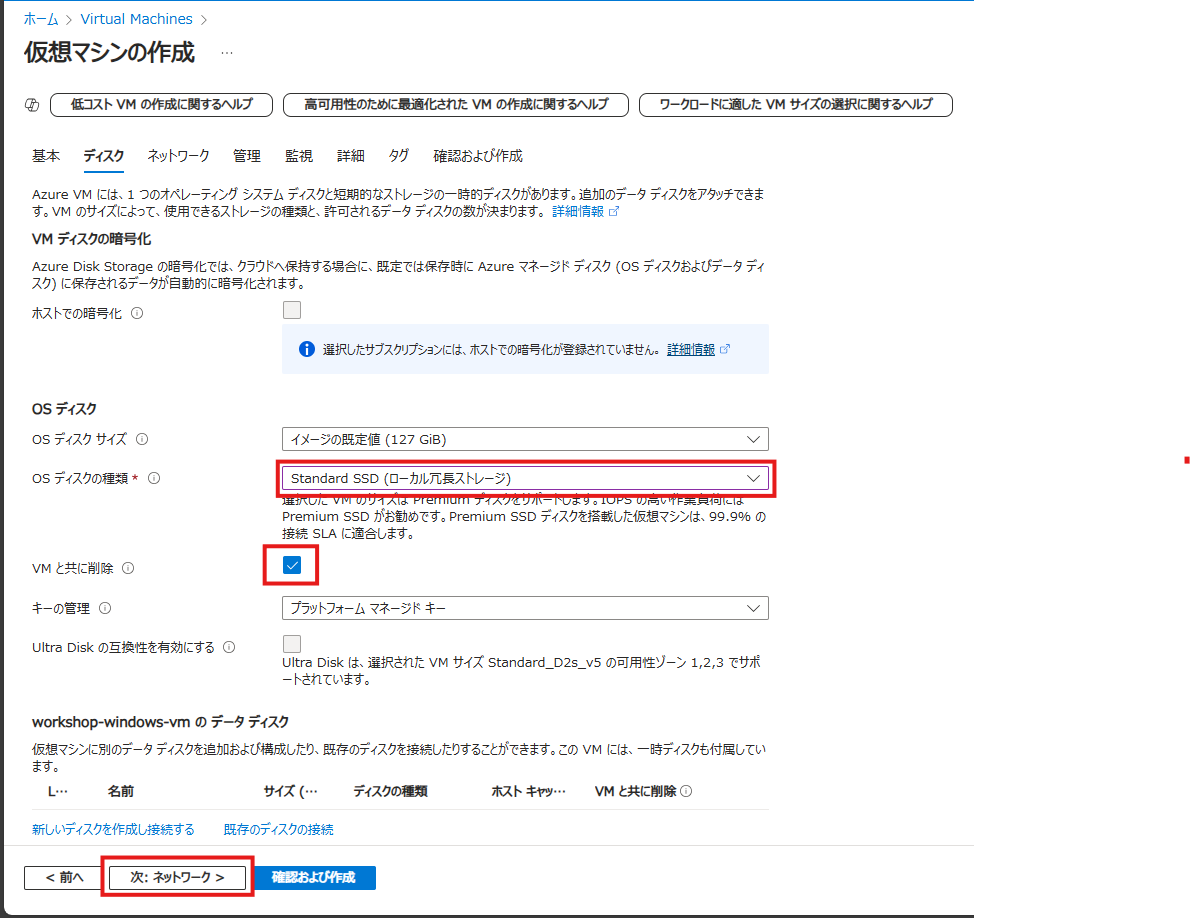 ホーム > Virtual Machines >
仮想マシンの作成 ...
低コスト VM の作成に関するヘルプ 高可用性のために最適化された VM の作成に関するヘルプ ワークロードに適した VM サイズの選択に関するヘルプ
基本 ディスク ネットワーク 管理 監視 詳細 タグ 確認および作成
Azure VM には、1 つのオペレーティング システム ディスクと短期的なストレージの一時的ディスクがあります。追加のデータ ディスクをアタッチできま
す。VM のサイズによって、使用できるストレージの種類と、許可されるデータ ディスクの数が決まります。 詳細情報
VM ディスクの暗号化
Azure Disk Storage の暗号化では、クラウドへ保持する場合に、既定では保存時に Azure マネージド ディスク (OS ディスクおよびデータ ディ
スク) に保存されるデータが自動的に暗号化されます。
ホストでの暗号化
選択したサブスクリプションには、ホストでの暗号化が登録されていません。 詳細情報
OS ディスク
OS ディスク サイズ イメージの既定値 (127 GiB)
OS ディスクの種類 * Standard SSD (ローカル冗長ストレージ)
選択した VM のサイズは Premium ディスクをサポートします。IOPS の高い作業負荷には
Premium SSD がお勧めです。Premium SSD ディスクを搭載した仮想マシンは、99.9% の
接続 SLA に適合します。
VM と共に削除
キーの管理 プラットフォーム マネージド キー
Ultra Disk の互換性を有効にする
Ultra Disk は、選択された VM サイズ Standard_D2s_v5 の可用性ゾーン 1,2,3 でサポ
ートされています。
workshop-windows-vm の データ ディスク
仮想マシンに別のデータ ディスクを追加および構成したり、既存のディスクを接続したりすることができます。この VM には、一時ディスクも付属してい
ます。
L... 名前 サイズ (... ディスクの種類 ホスト キャッ... VM と共に削除
新しいディスクを作成し接続する 既存のディスクの接続
< 前へ 次: ネットワーク > 確認および作成